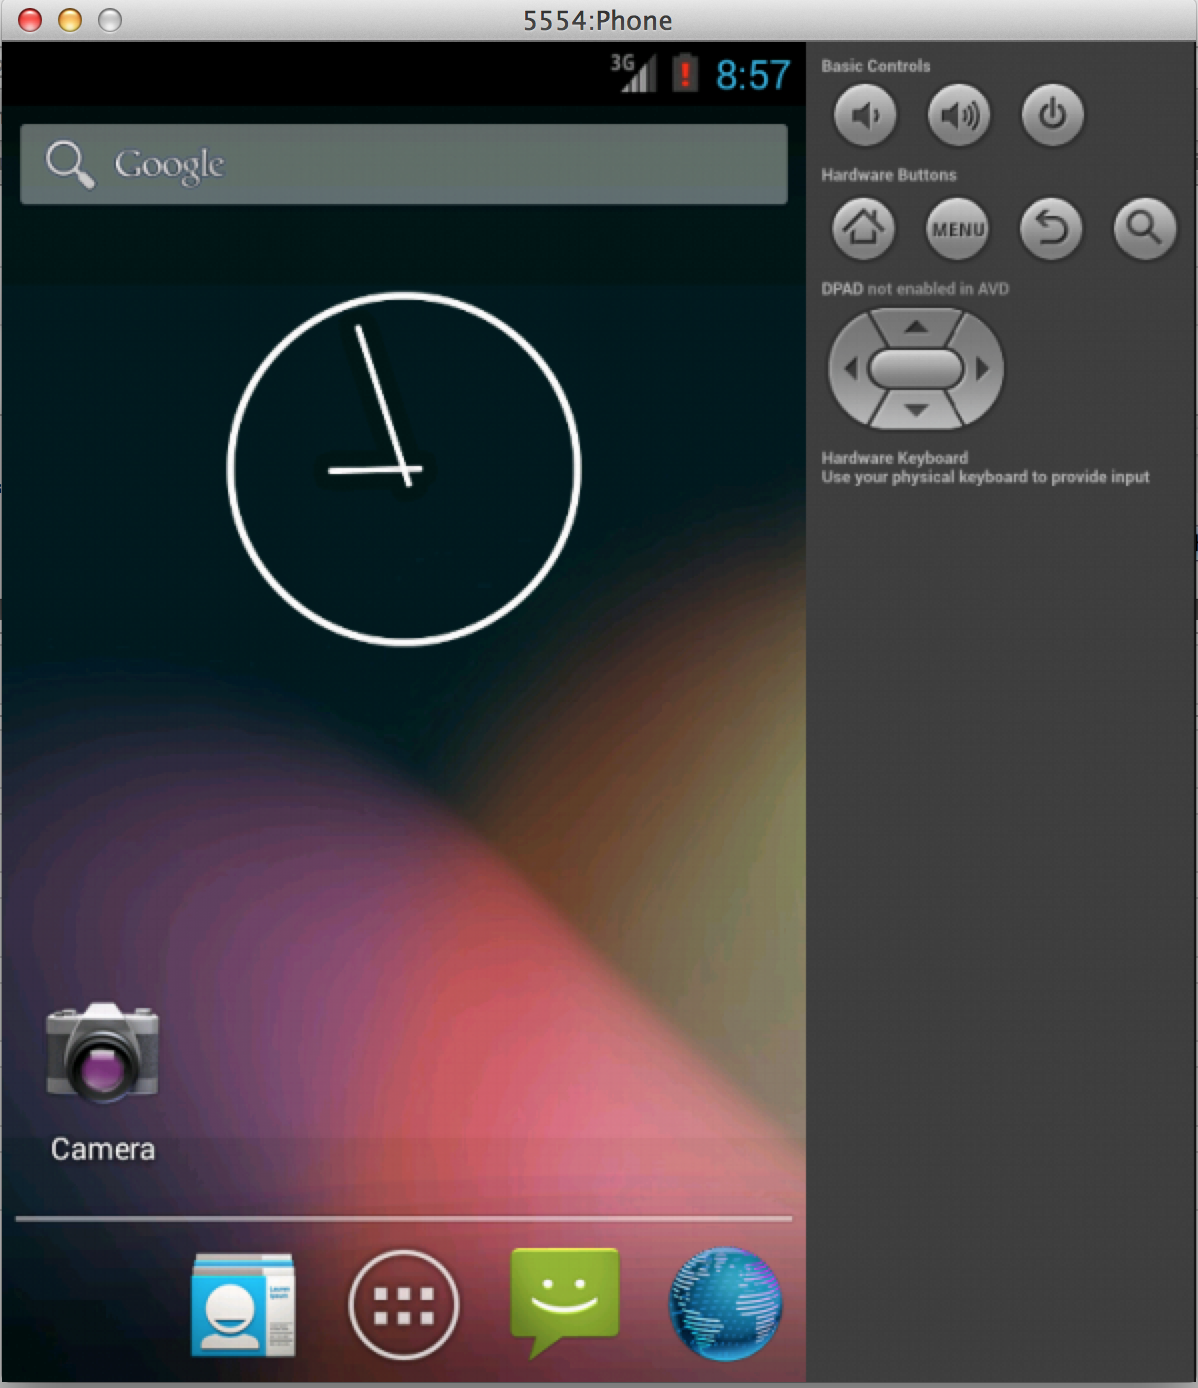 5554:Phone
3G
8:57
Google
Camera
Basic Controls
Hardware Buttons
MENU
DPAD not enabled in AVD
Hardware Keyboard
Use your physical keyboard to provide input